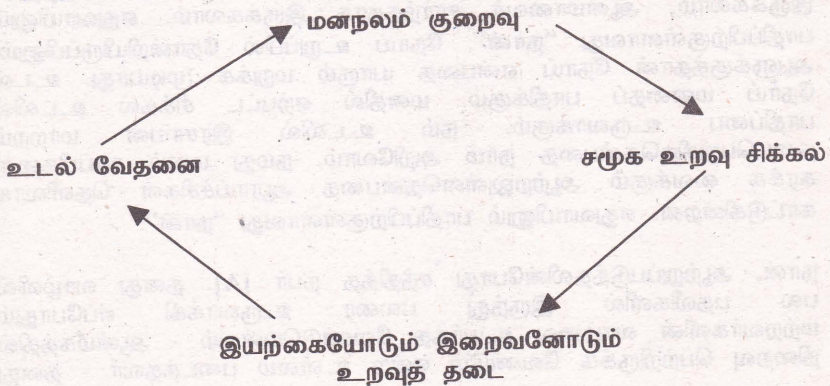 மனநலம் குறைவு
உடல் வேதனை
சமூக உறவு சிக்கல்
இயற்கையோடும் இறைவனோடும்
உறவுத் தடை